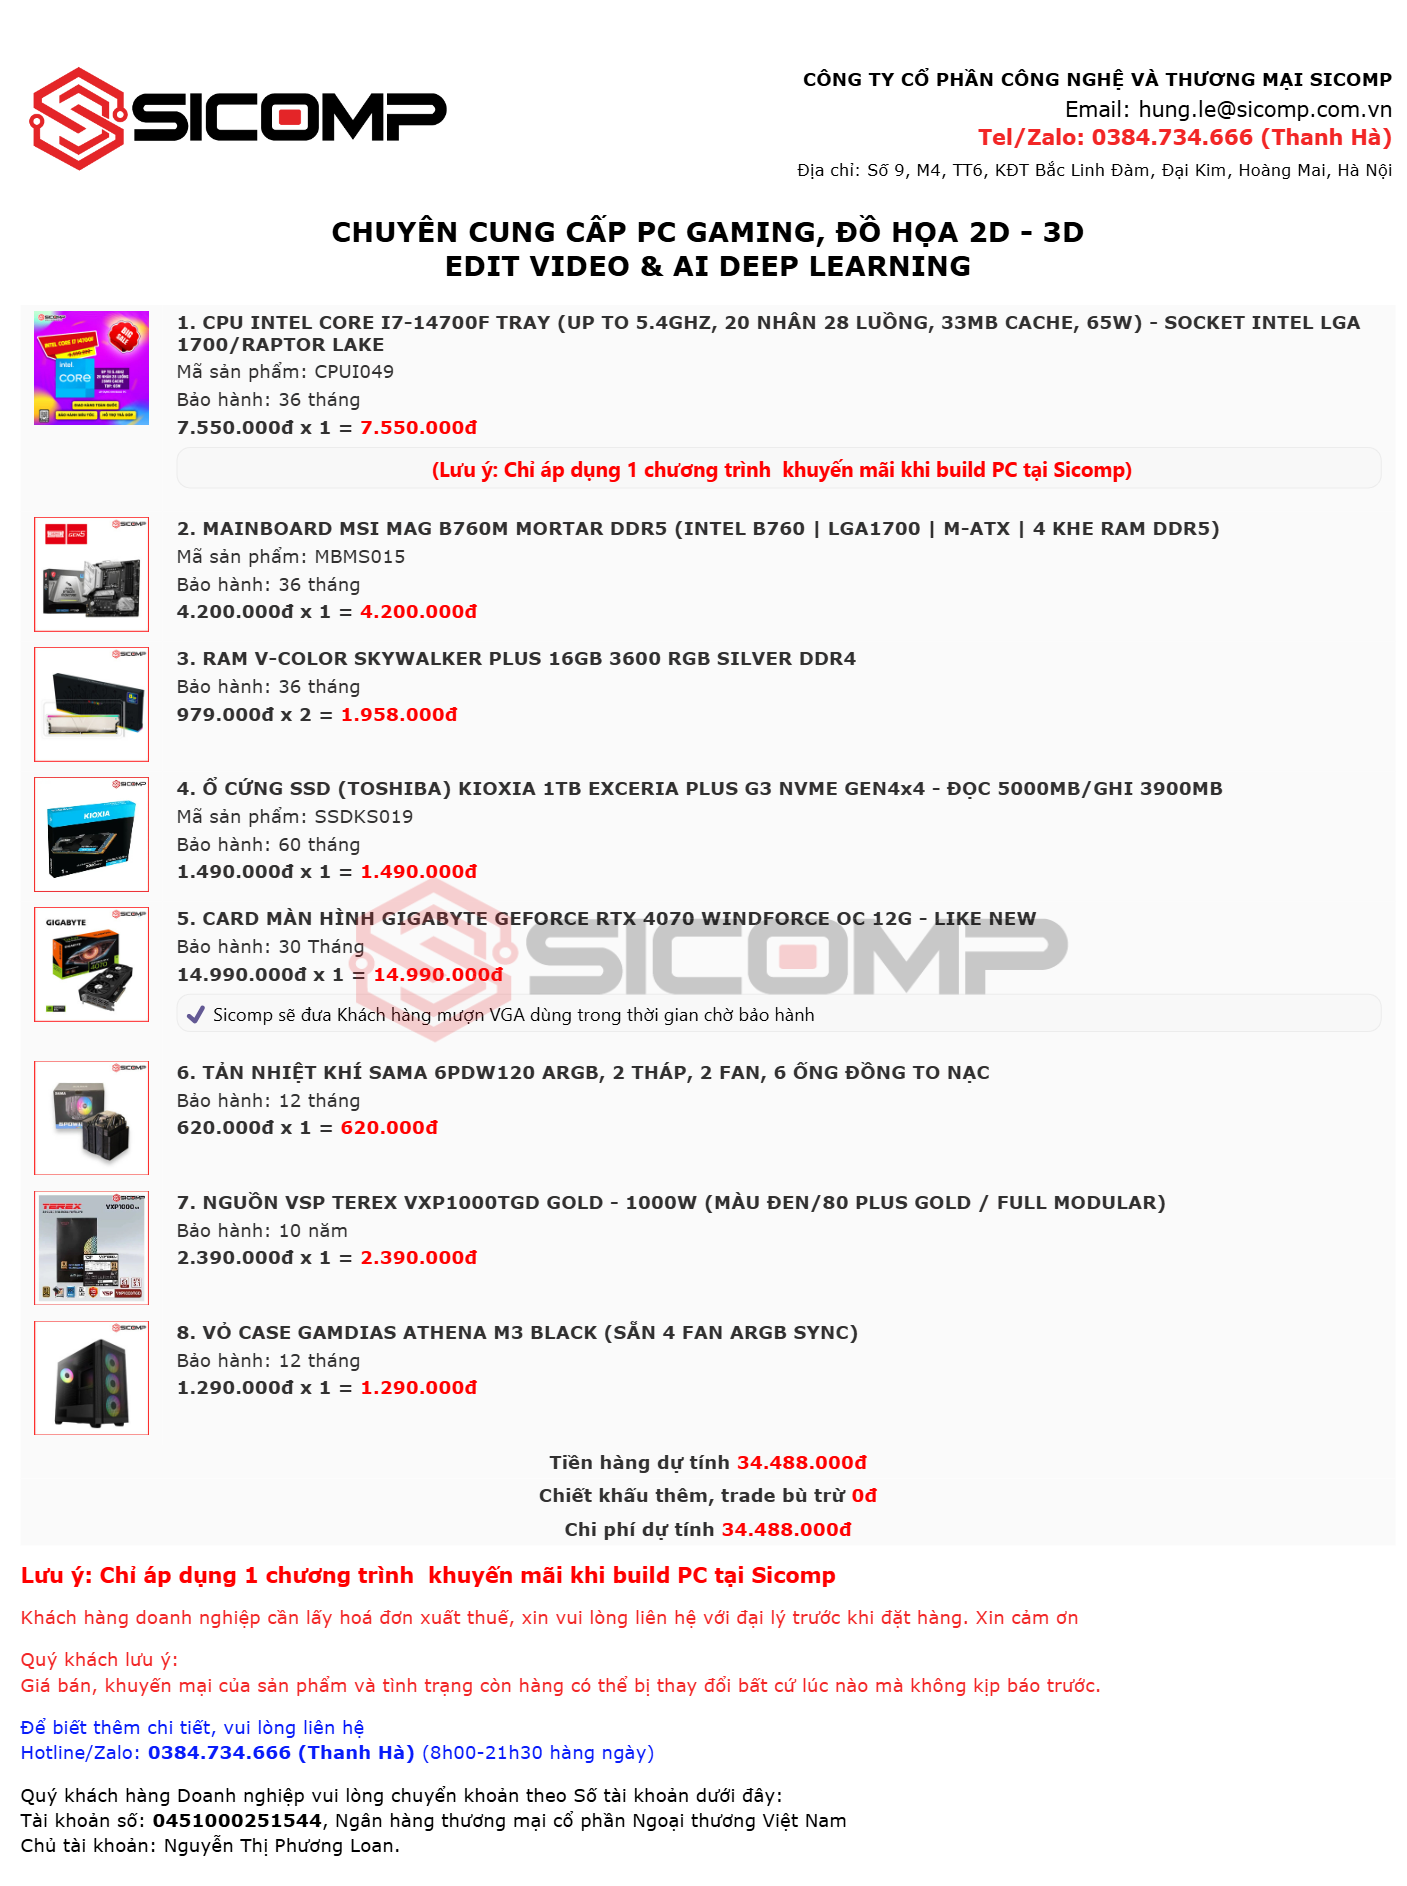 SICOMP
CÔNG TY CỔ PHẦN CÔNG NGHỆ VÀ THƯƠNG MẠI SICOMP
Email: hung.le@sicomp.com.vn
Tel/Zalo: 0384.734.666 (Thanh Hà)
Địa chỉ: Số 9, M4, TT6, KĐT Bắc Linh Đàm, Đại Kim, Hoàng Mai, Hà Nội
CHUYÊN CUNG CẤP PC GAMING, ĐỒ HỌA 2D - 3D
EDIT VIDEO & AI DEEP LEARNING
1. CPU INTEL CORE I7-14700F TRAY (UP TO 5.4GHZ, 20 NHÂN 28 LUỒNG, 33MB CACHE, 65W) - SOCKET INTEL LGA
1700/RAPTOR LAKE
Mã sản phẩm: CPUI049
Bảo hành: 36 tháng
7.550.000đ x 1 = 7.550.000đ
(Lưu ý: Chỉ áp dụng 1 chương trình  khuyến mãi khi build PC tại Sicomp)
2. MAINBOARD MSI MAG B760M MORTAR DDR5 (INTEL B760 | LGA1700 | M-ATX | 4 KHE RAM DDR5)
Mã sản phẩm: MBMS015
Bảo hành: 36 tháng
4.200.000đ x 1 = 4.200.000đ
3. RAM V-COLOR SKYWALKER PLUS 16GB 3600 RGB SILVER DDR4
Bảo hành: 36 tháng
979.000đ x 2 = 1.958.000đ
KIOXIA
4. Ổ CỨNG SSD (TOSHIBA) KIOXIA 1TB EXCERIA PLUS G3 NVME GEN4x4 - ĐỌC 5000MB/GHI 3900MB
Mã sản phẩm: SSDKS019
Bảo hành: 60 tháng
1.490.000đ x 1 = 1.490.000đ
GIGABYTE
5. CARD MÀN HÌNH GIGABYTE GEFORCE RTX 4070 WINDFORCE OC 12G - LIKE NEW
Bảo hành: 30 Tháng
14.990.000đ x 1 = 14.990.000đ
Sicomp sẽ đưa Khách hàng mượn VGA dùng trong thời gian chờ bảo hành
SICOMP
6. TẢN NHIỆT KHÍ SAMA 6PDW120 ARGB, 2 THÁP, 2 FAN, 6 ỐNG ĐỒNG TO NẠC
Bảo hành: 12 tháng
620.000đ x 1 = 620.000đ
TEREX
7. NGUỒN VSP TEREX VXP1000TGD GOLD - 1000W (MÀU ĐEN/80 PLUS GOLD / FULL MODULAR)
Bảo hành: 10 năm
2.390.000đ x 1 = 2.390.000đ
8. VỎ CASE GAMDIAS ATHENA M3 BLACK (SẴN 4 FAN ARGB SYNC)
Bảo hành: 12 tháng
1.290.000đ x 1 = 1.290.000đ
Tiền hàng dự tính 34.488.000đ
Chiết khấu thêm, trade bù trừ 0đ
Chi phí dự tính 34.488.000đ
Lưu ý: Chỉ áp dụng 1 chương trình  khuyến mãi khi build PC tại Sicomp
Khách hàng doanh nghiệp cần lấy hoá đơn xuất thuế, xin vui lòng liên hệ với đại lý trước khi đặt hàng. Xin cảm ơn
Quý khách lưu ý:
Giá bán, khuyến mại của sản phẩm và tình trạng còn hàng có thể bị thay đổi bất cứ lúc nào mà không kịp báo trước.
Để biết thêm chi tiết, vui lòng liên hệ
Hotline/Zalo: 0384.734.666 (Thanh Hà) (8h00-21h30 hàng ngày)
Quý khách hàng Doanh nghiệp vui lòng chuyển khoản theo Số tài khoản dưới đây:
Tài khoản số: 0451000251544, Ngân hàng thương mại cổ phần Ngoại thương Việt Nam
Chủ tài khoản: Nguyễn Thị Phương Loan.